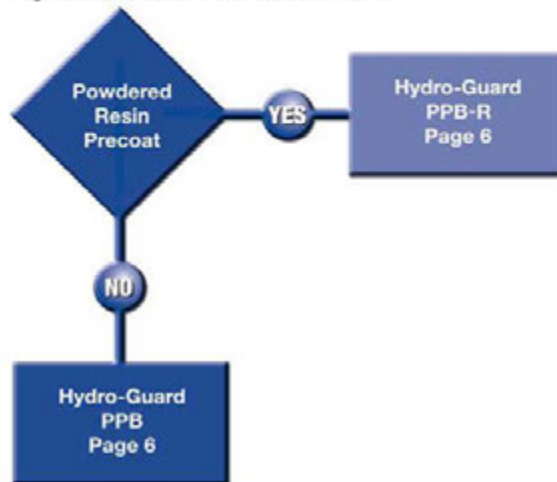 Powdered
Resin
Precoat
YES
Hydro-Guard
PPB-R
Page 6
NO
Hydro-Guard
PPB
Page 6